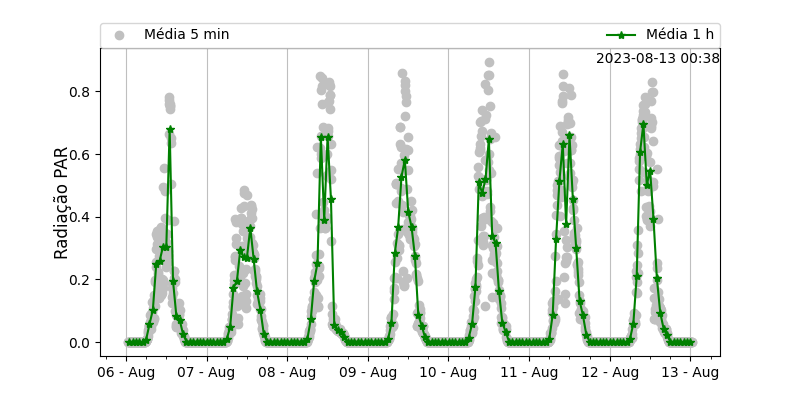 Média 5 min
Média 1 h
2023-08-13 00:38
Radiação PAR
0.8
0.6
0.4
0.2
0.0
06 - Aug
07 - Aug
08 - Aug
09 - Aug
10 - Aug
11 - Aug
12 - Aug
13 - Aug